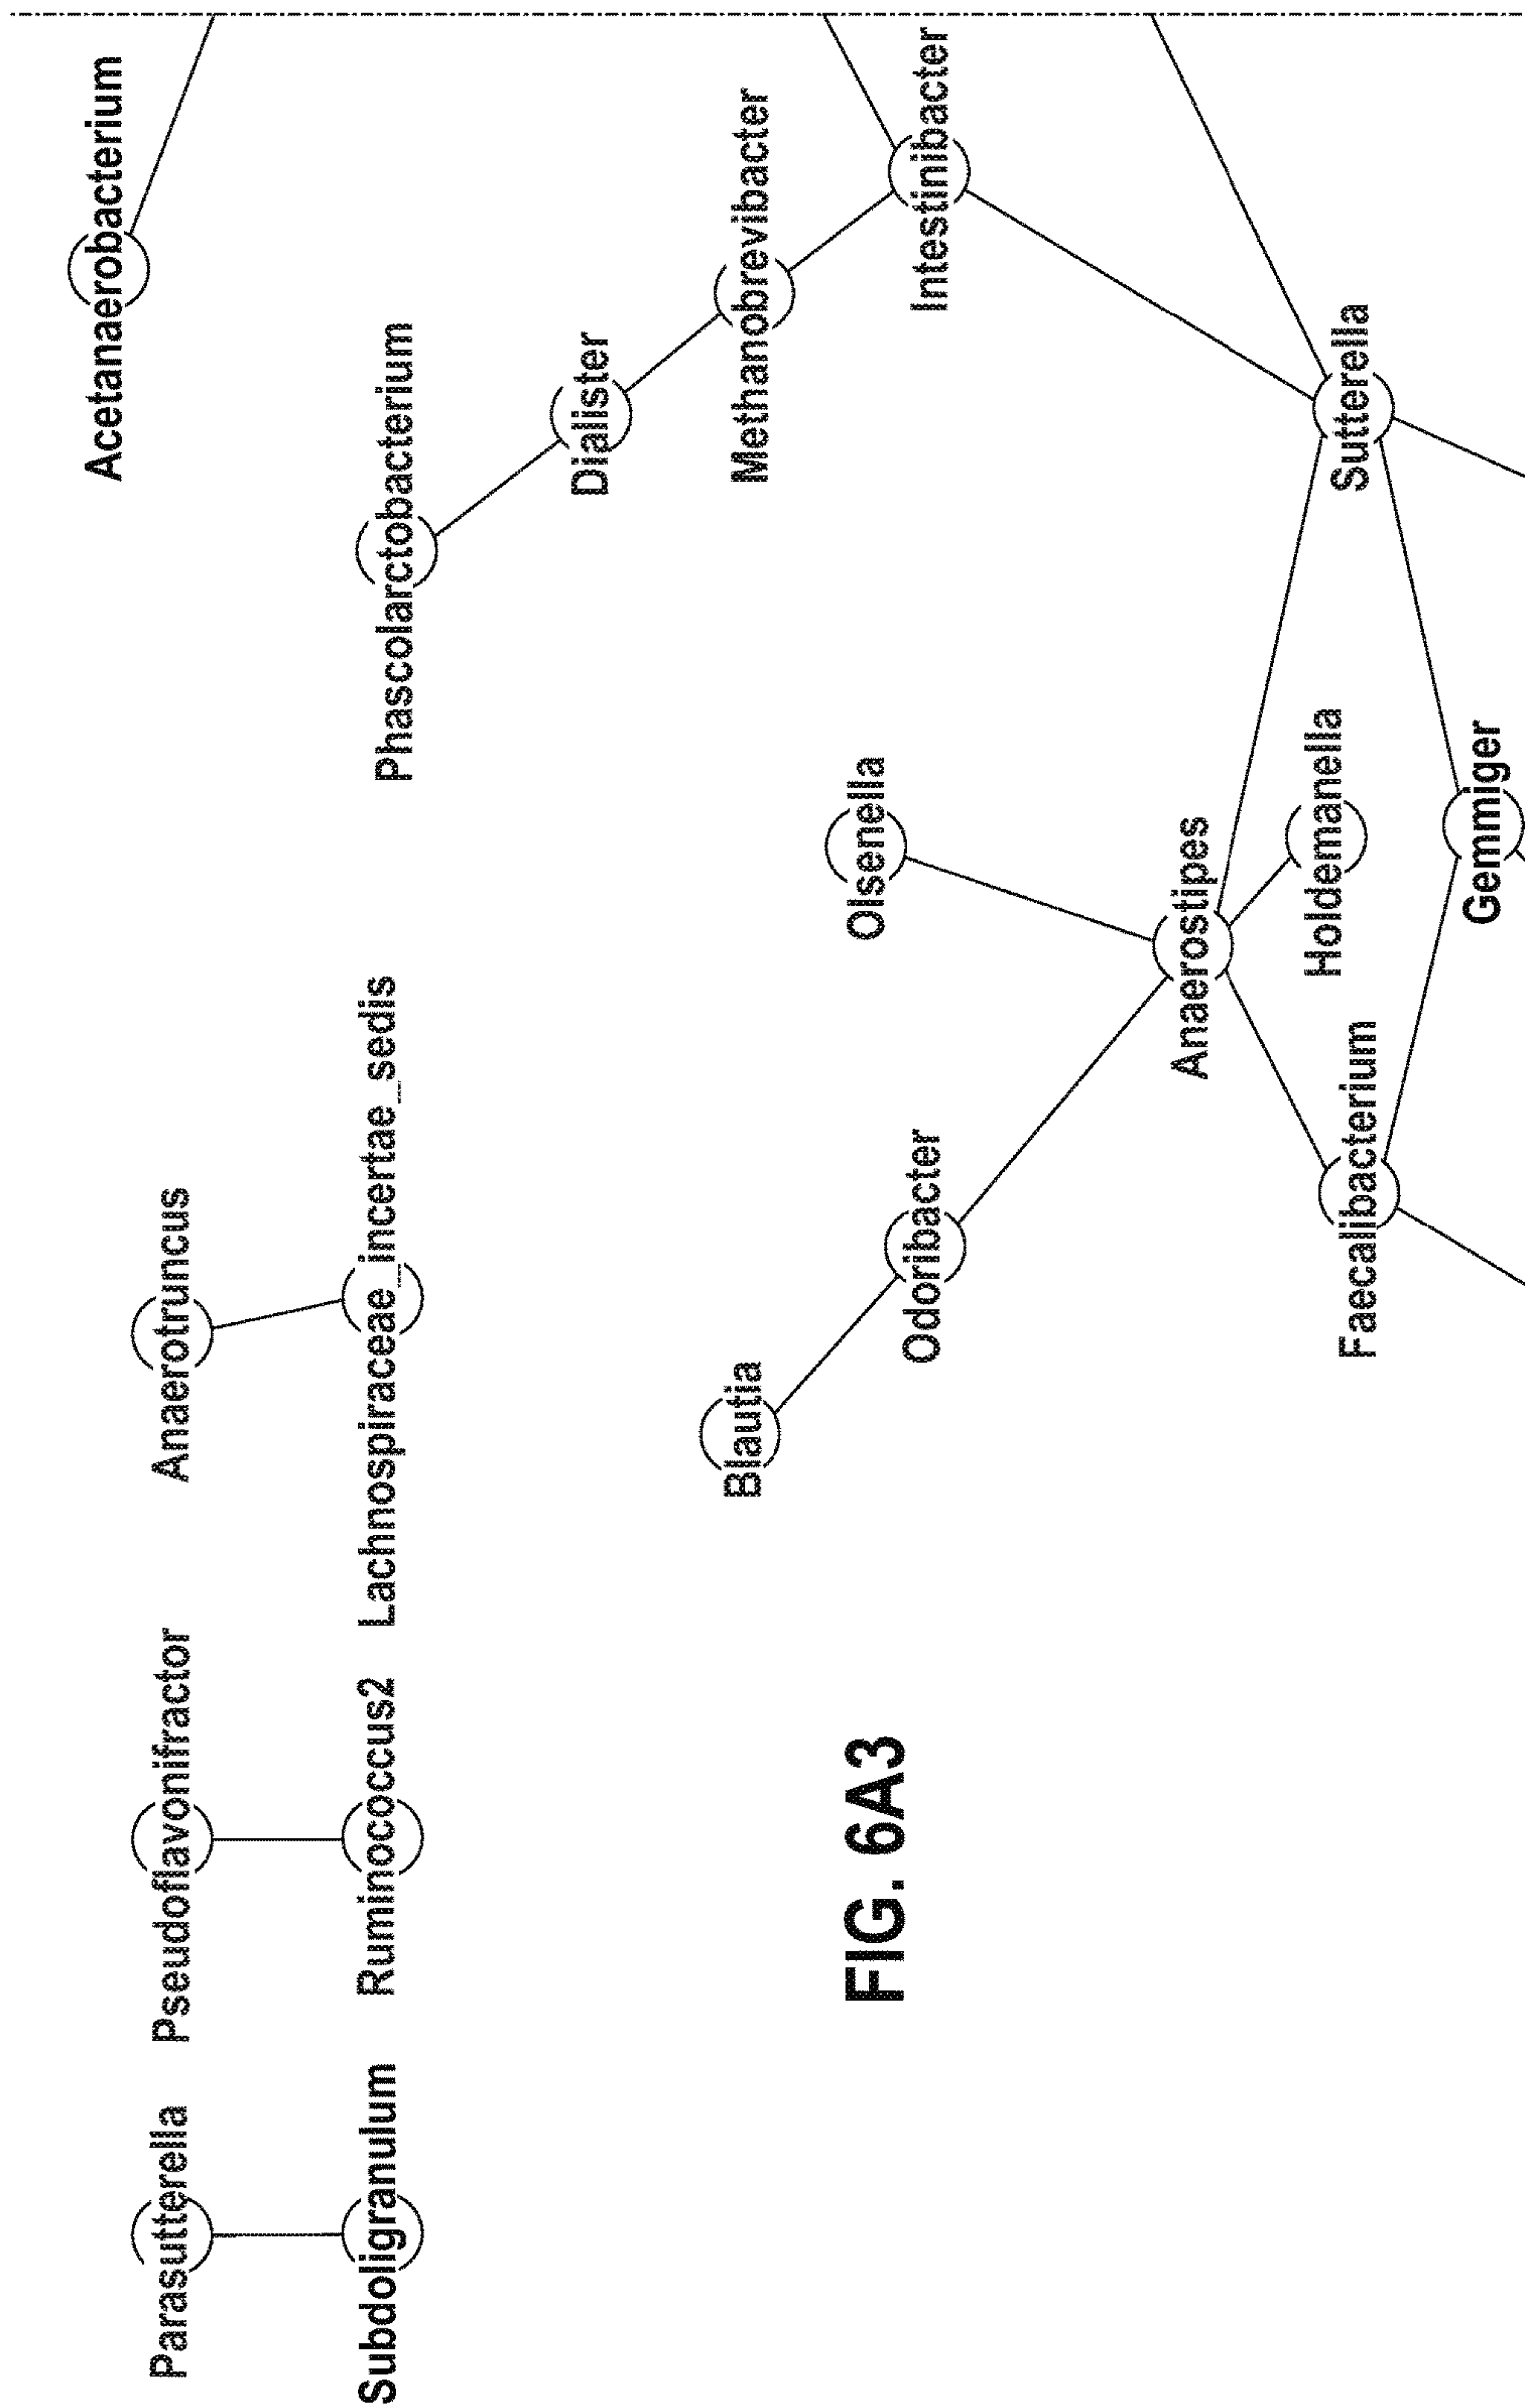 Parasutterella
Subdoligranulum
Pseudoflavonifractor
Ruminococcus2
Anaerotruncus
Lachnospiraceae_incertae_sedis
Acetanaerobacterium
Phascolarctobacterium
Dialister
Methanobrevibacter
Intestinibacter
Blautia
Odoribacter
Olsenella
Anaerostipes
Holdemanella
Sutterella
Faecalibacterium
Gemmiger
FIG. 6A3